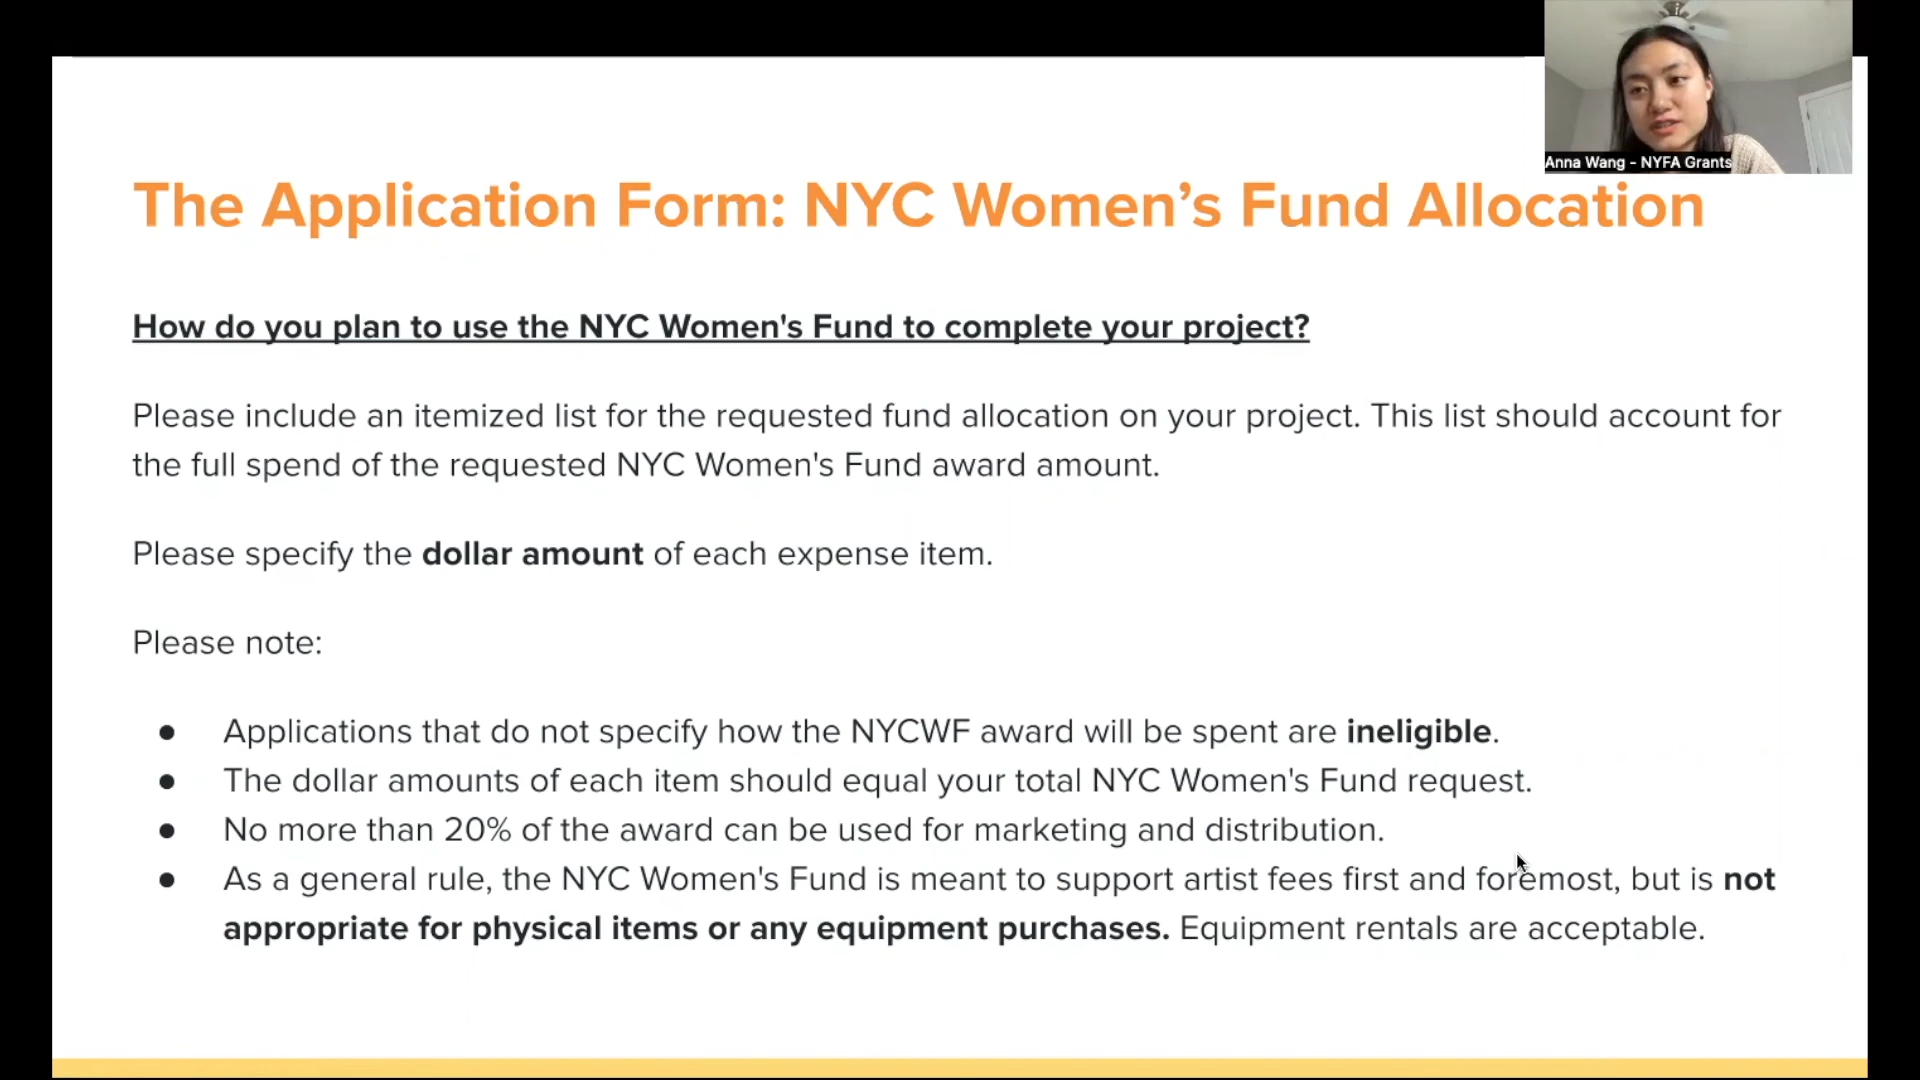 Anna Wang - NYFA Grants
The Application Form: NYC Women’s Fund Allocation
How do you plan to use the NYC Women's Fund to complete your project?
Please include an itemized list for the requested fund allocation on your project. This list should account for
the full spend of the requested NYC Women's Fund award amount.
Please specify the dollar amount of each expense item.
Please note:
● Applications that do not specify how the NYCWF award will be spent are ineligible.
● The dollar amounts of each item should equal your total NYC Women's Fund request.
● No more than 20% of the award can be used for marketing and distribution.
● As a general rule, the NYC Women's Fund is meant to support artist fees first and foremost, but is not
appropriate for physical items or any equipment purchases. Equipment rentals are acceptable.